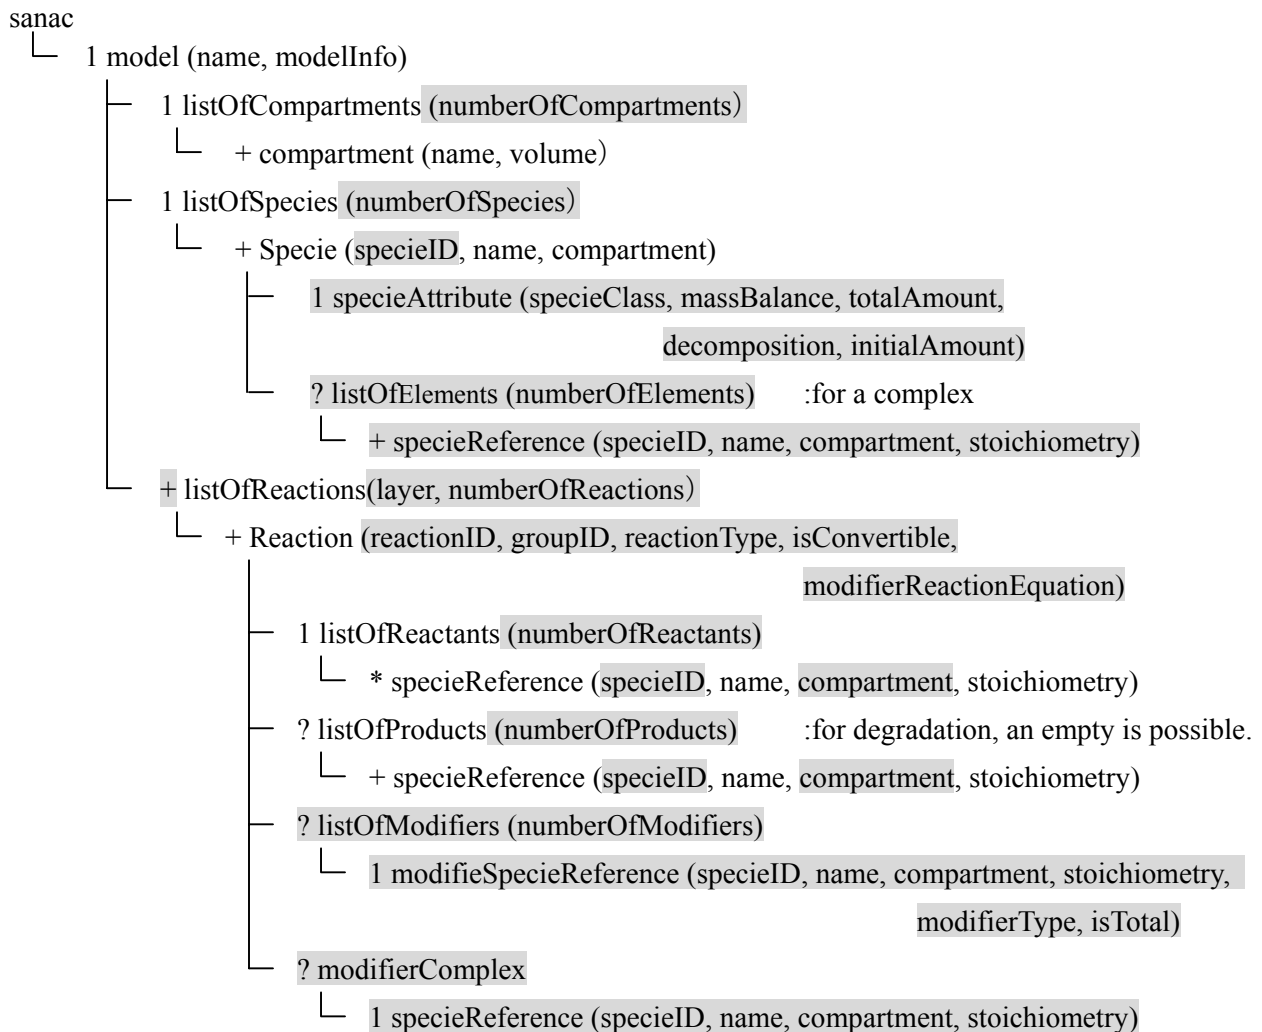 sanac
1 model (name, modelInfo)
1 listOfCompartments (numberOfCompartments）
+ compartment (name, volume）
1 listOfSpecies (numberOfSpecies）
+ Specie (specieID, name, compartment)
1 specieAttribute (specieClass, massBalance, totalAmount,
decomposition, initialAmount)
? listOfElements (numberOfElements) :for a complex
+ specieReference (specieID, name, compartment, stoichiometry)
+ listOfReactions(layer, numberOfReactions）
+ Reaction (reactionID, groupID, reactionType, isConvertible,
modifierReactionEquation)
1 listOfReactants (numberOfReactants)
* specieReference (specieID, name, compartment, stoichiometry)
? listOfProducts (numberOfProducts) :for degradation, an empty is possible.
+ specieReference (specieID, name, compartment, stoichiometry)
? listOfModifiers (numberOfModifiers)
1 modifieSpecieReference (specieID, name, compartment, stoichiometry,
modifierType, isTotal)
? modifierComplex
1 specieReference (specieID, name, compartment, stoichiometry)